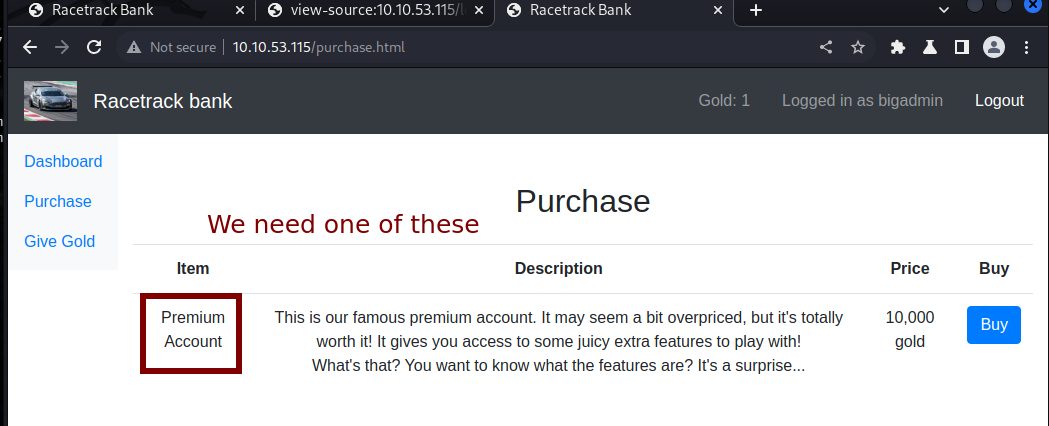 Racetrack Bank
view-source:10.10.53.115/l
Racetrack Bank
Not secure 10.10.53.115/purchase.html
Racetrack bank
Gold: 1 Logged in as bigadmin Logout
Dashboard
Purchase
Give Gold
Purchase
We need one of these
Item Description Price Buy
Premium Account
This is our famous premium account. It may seem a bit overpriced, but it's totally
worth it! It gives you access to some juicy extra features to play with!
What's that? You want to know what the features are? It's a surprise...
10,000
gold
Buy